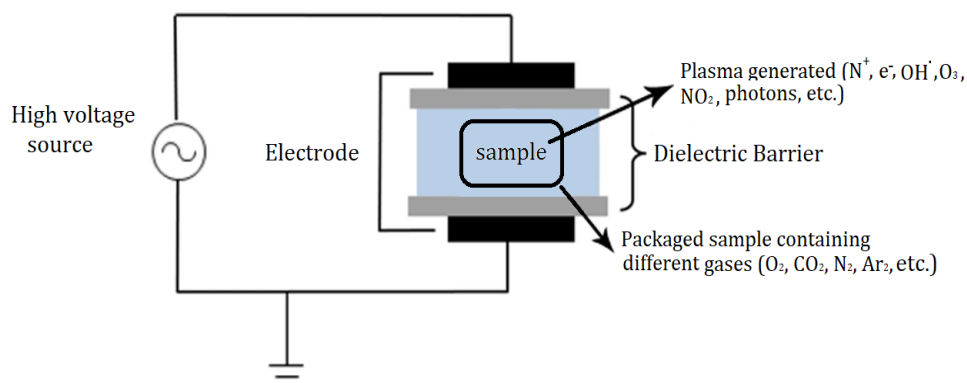 Plasma generated (N⁺, e⁻, OH˙,O₃,
NO₂, photons, etc.)
High voltage
source
Electrode
sample
Dielectric Barrier
Packaged sample containing
different gases (O₂, CO₂, N₂, Ar₂, etc.)